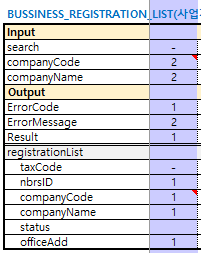 BUSSINESS_REGISTRATION_LIST(사업
Input
search -
companyCode 2
companyName 2
Output
ErrorCode 1
ErrorMessage 2
Result 1
registrationList
taxCode -
nbrsID 1
companyCode 1
companyName 1
status
officeAdd 1